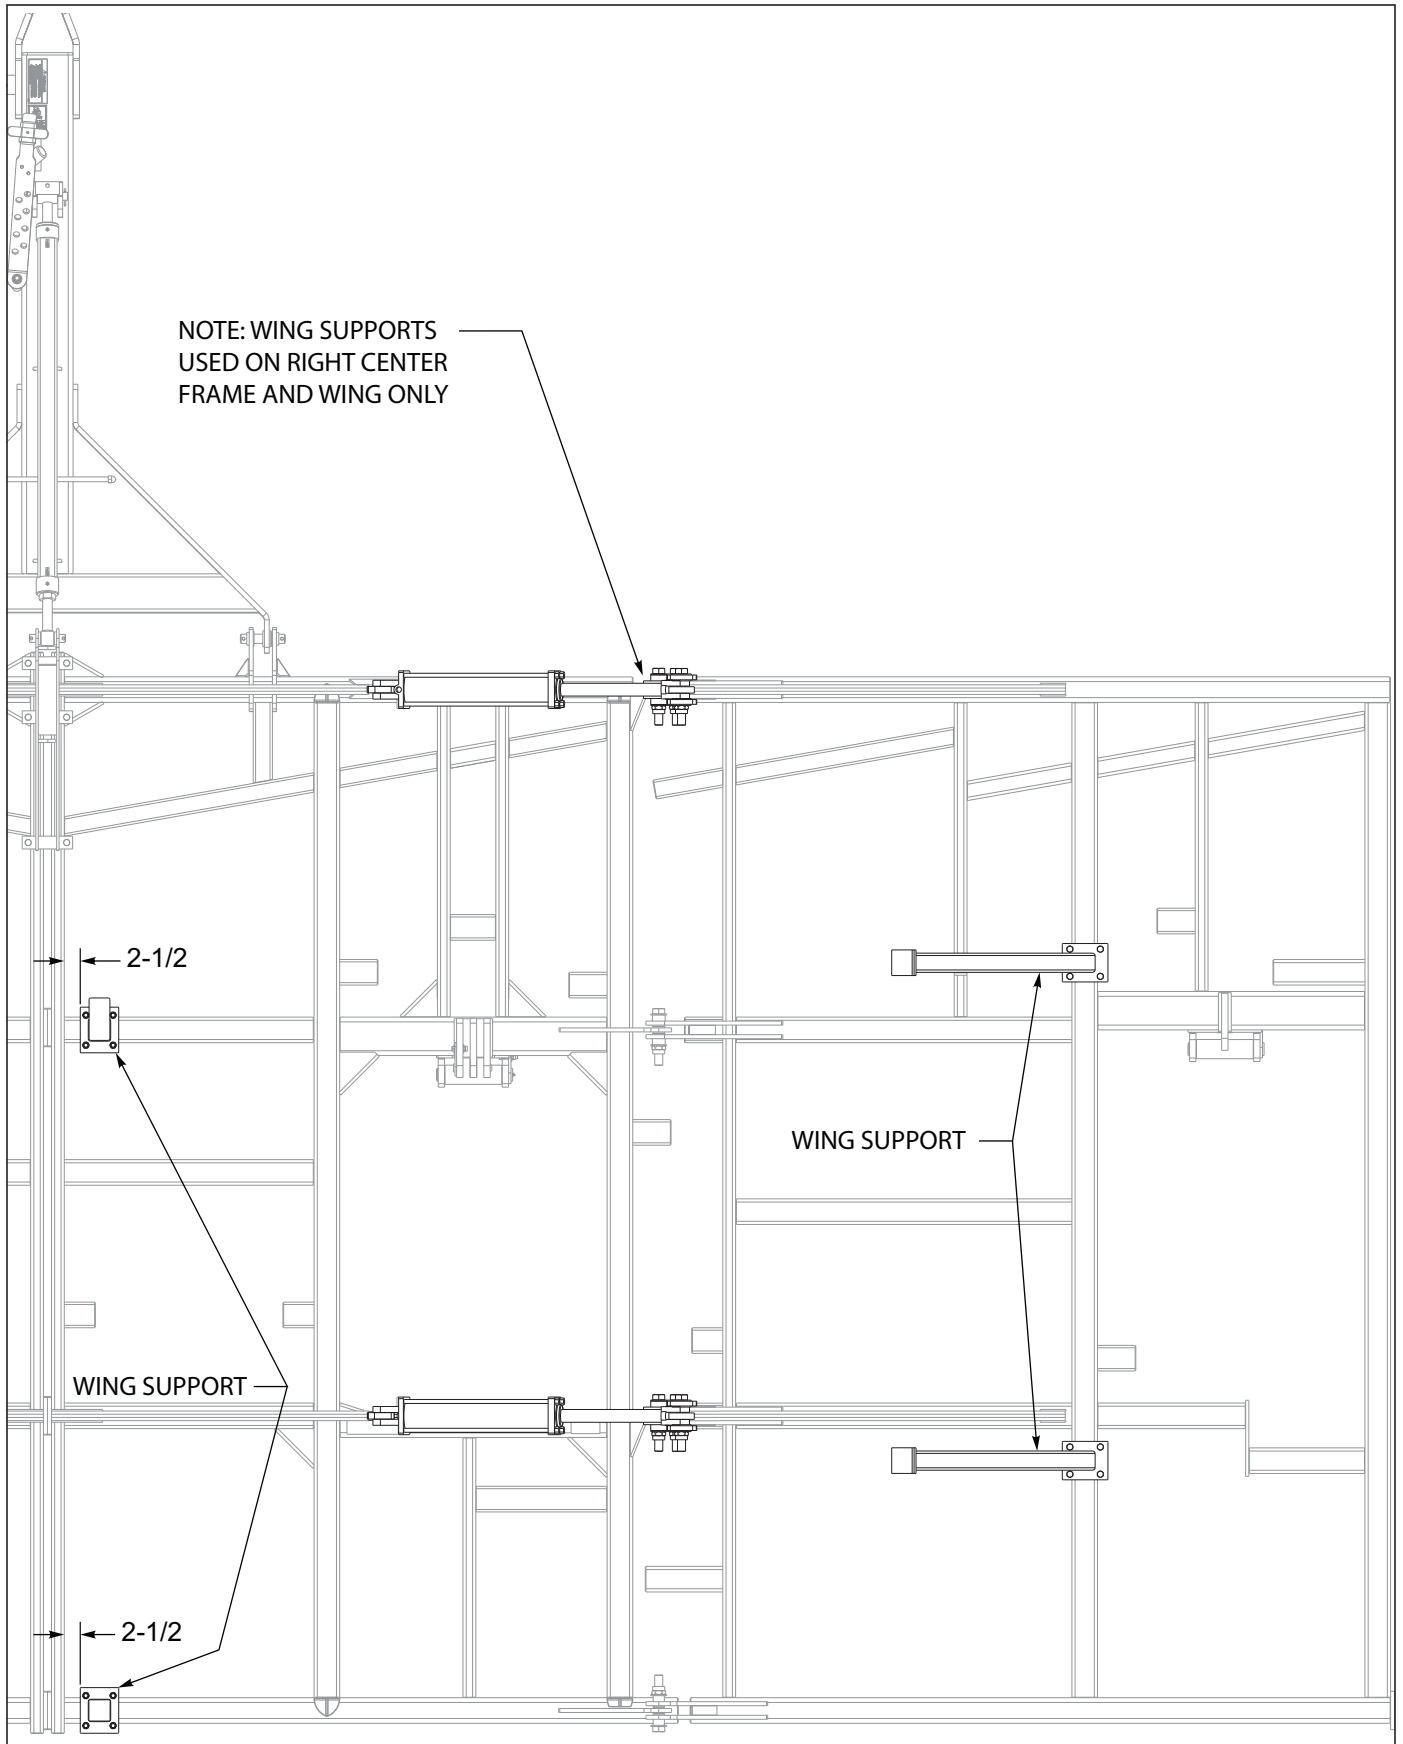 NOTE: WING SUPPORTS
USED ON RIGHT CENTER
FRAME AND WING ONLY
2-1/2
WING SUPPORT
WING SUPPORT
2-1/2